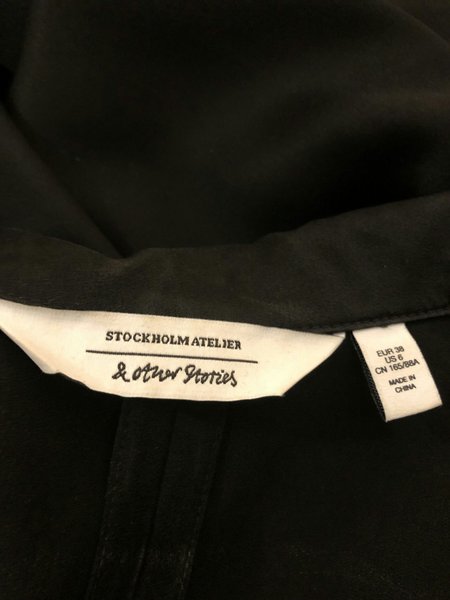 STOCKHOLM ATELIER
& other Stories
EUR 38
US 6
CN 165/88A
MADE IN
CHINA